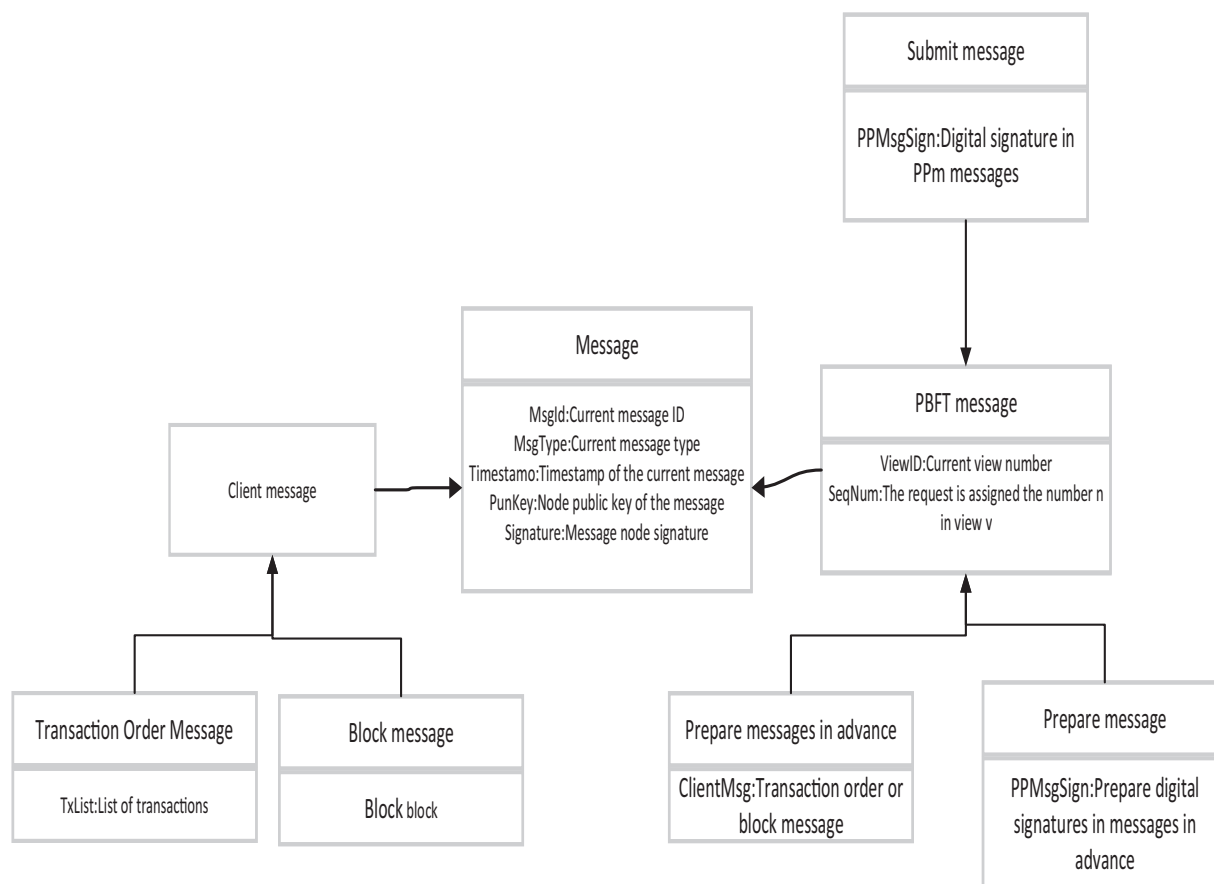 Submit message
PPMsgSign:Digital signature in
PPm messages
Message
MsgId:Current message ID
MsgType:Current message type
Timestamo:Timestamp of the current message
PunKey:Node public key of the message
Signature:Message node signature
PBFT message
ViewID:Current view number
SeqNum:The request is assigned the number n
in view v
Client message
Transaction Order Message
TxList:List of transactions
Block message
Block block
Prepare messages in advance
ClientMsg:Transaction order or
block message
Prepare message
PPMsgSign:Prepare digital
signatures in messages in
advance